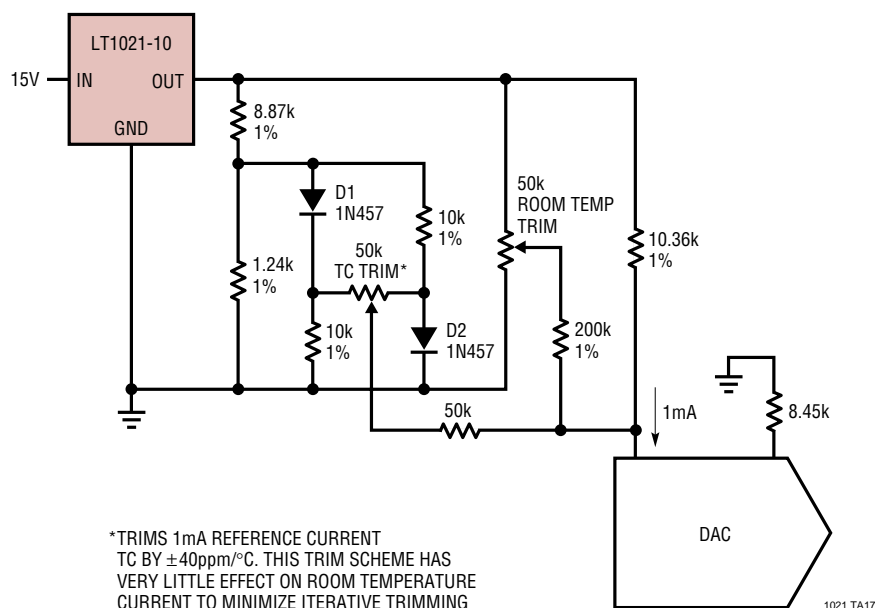 LT1021-10
15V
IN
OUT
GND
8.87k
1%
D1
1N457
10k
1%
50k
ROOM TEMP
TRIM
10.36k
1%
1.24k
1%
50k
TC TRIM*
10k
1%
D2
1N457
200k
1%
50k
1mA
8.45k
DAC
*TRIMS 1mA REFERENCE CURRENT
TC BY ±40ppm/°C. THIS TRIM SCHEME HAS
VERY LITTLE EFFECT ON ROOM TEMPERATURE
CURRENT TO MINIMIZE ITERATIVE TRIMMING
1021 TA17